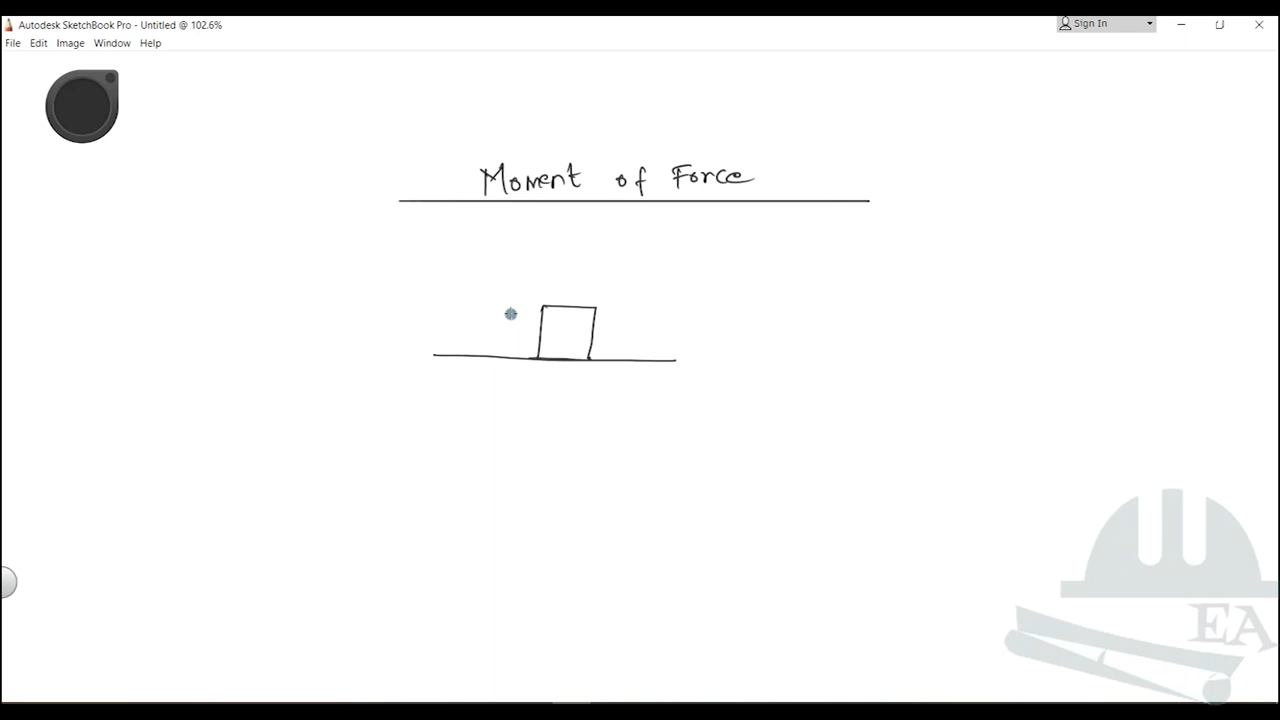 Autodesk SketchBook Pro - Untitled @ 102.6%
Sign In
File Edit Image Window Help
Moment of Force
EA